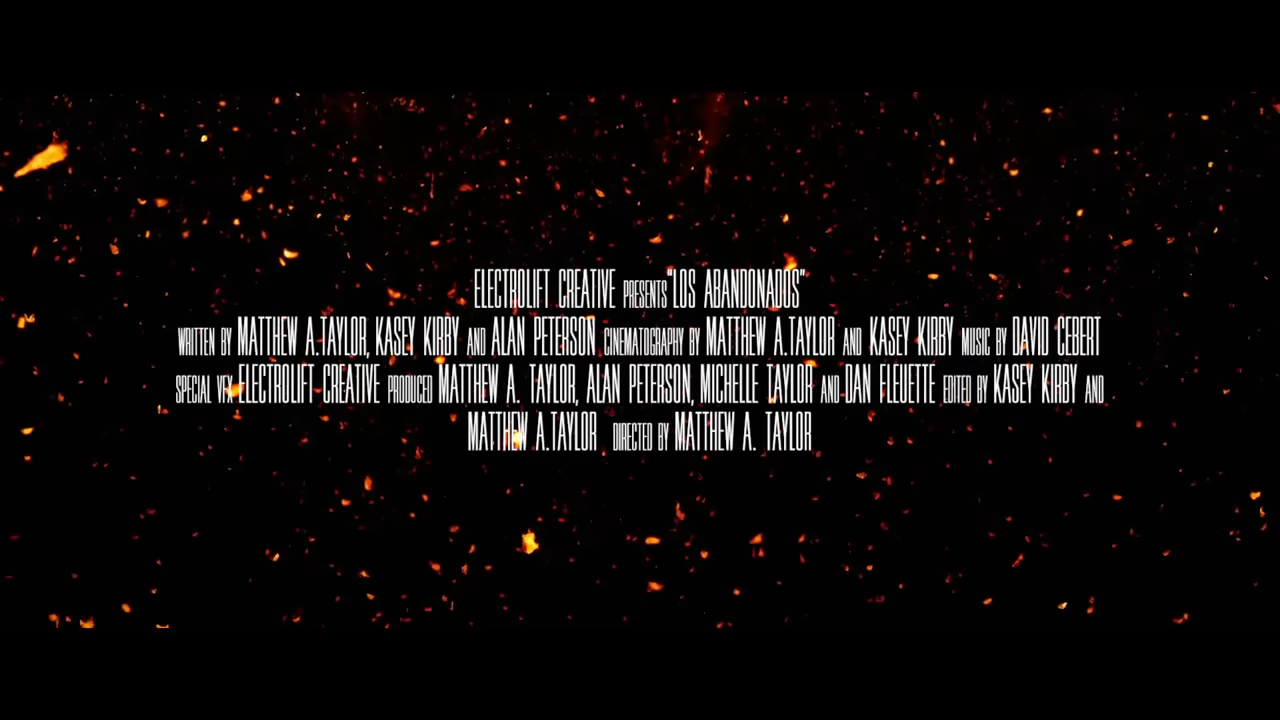 ELECTROLIFT CREATIVE PRESENTS "LOS ABANDONADOS"
WRITTEN BY MATTHEW A.TAYLOR, KASEY KIRBY AND ALAN PETERSON CINEMATOGRAPHY BY MATTHEW A.TAYLOR AND KASEY KIRBY MUSIC BY DAVID CEBERT
SPECIAL VFX ELECTROLIFT CREATIVE PRODUCED MATTHEW A. TAYLOR, ALAN PETERSON, MICHELLE TAYLOR AND DAN FLEUETTE EDITED BY KASEY KIRBY AND
MATTHEW A.TAYLOR DIRECTED BY MATTHEW A. TAYLOR